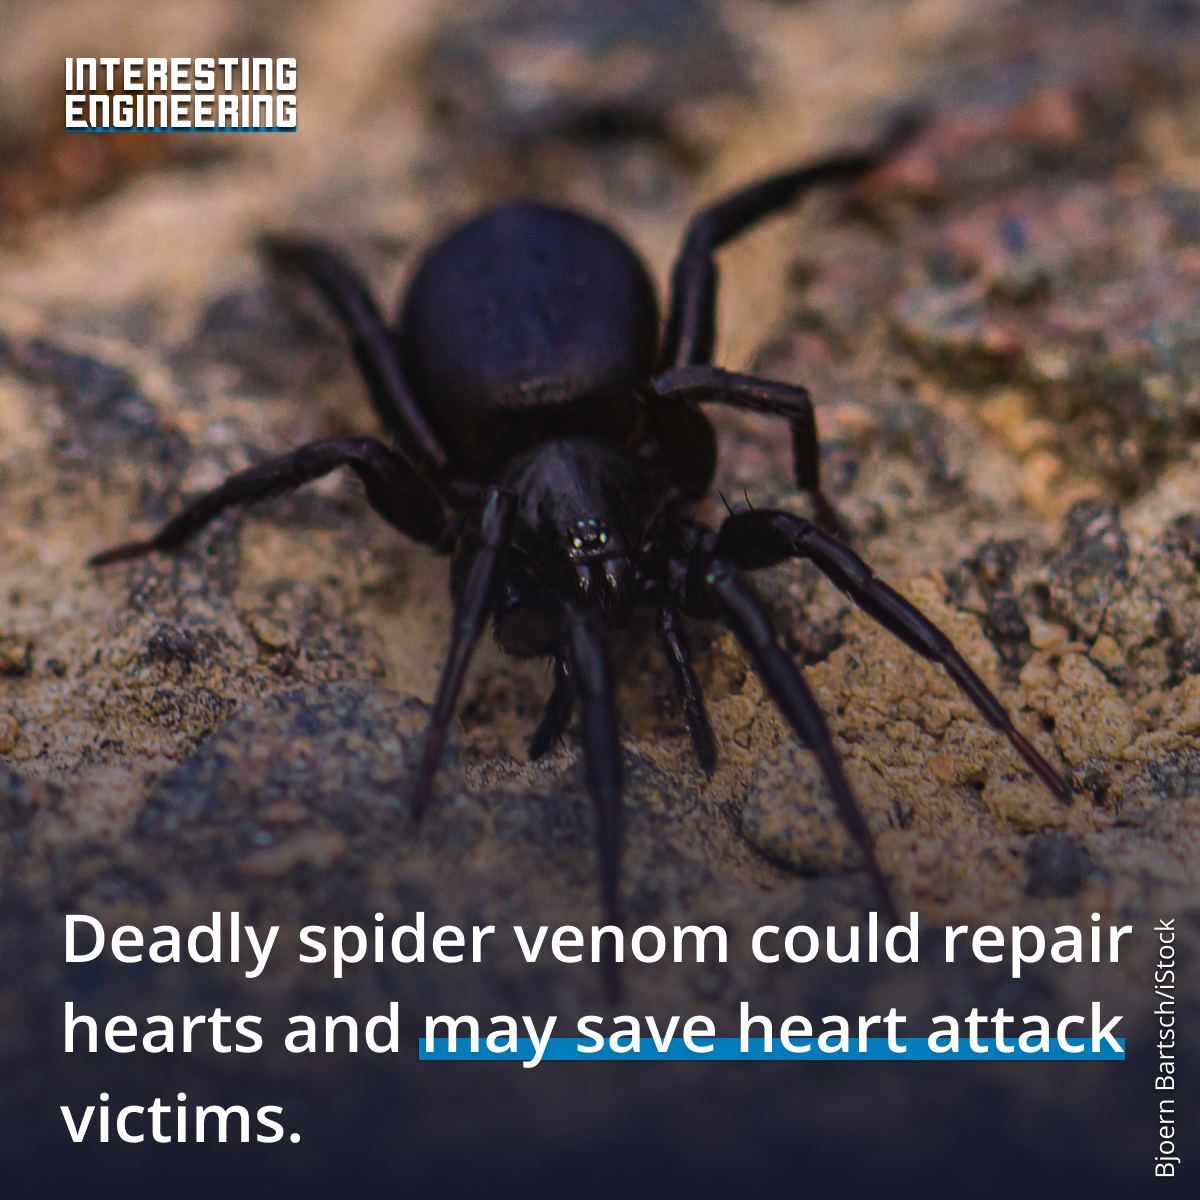 INTERESTING
ENGINEERING
Deadly spider venom could repair
hearts and may save heart attack
victims.
Bjoern Bartsch/iStock